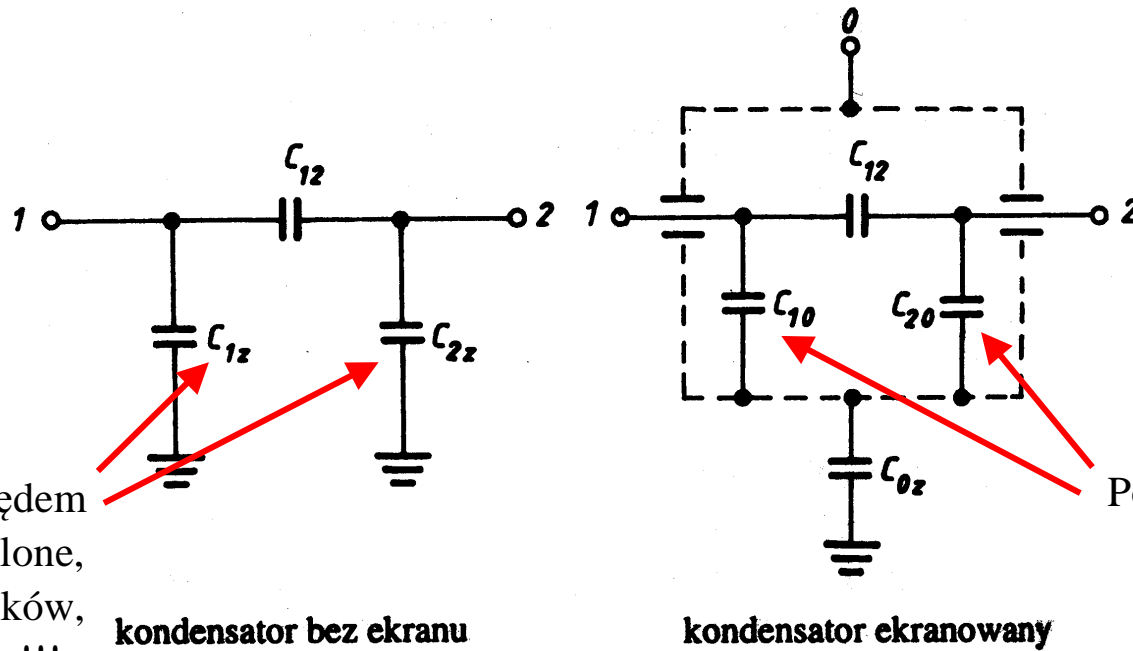 0
C12
C12
1
2
1
2
C1z
C2z
C10
C20
C0z
lone,
ków,
!!!
kondensator bez ekranu
kondensator ekranowany